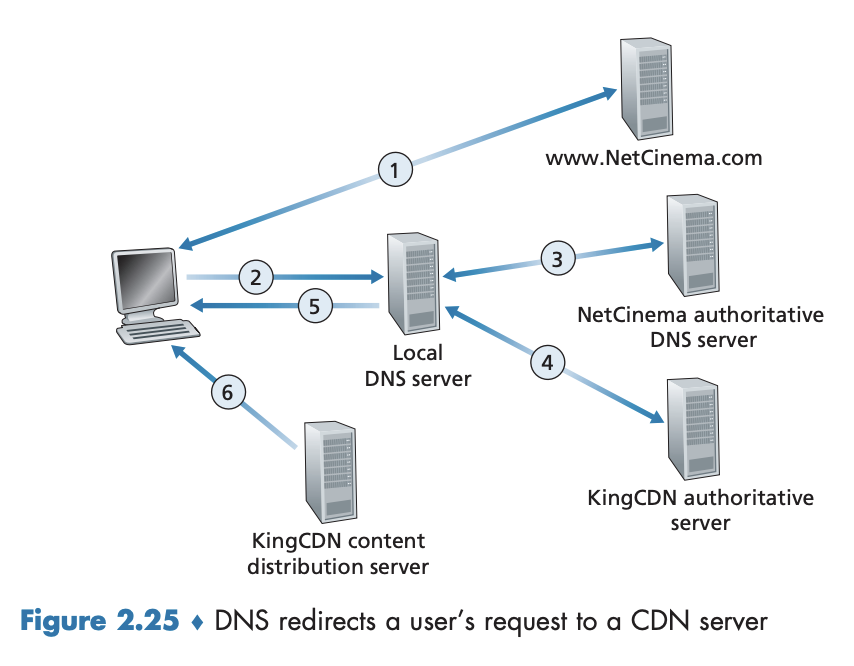 www.NetCinema.com
1
2
3
5
NetCinema authoritative
DNS server
Local
DNS server
4
6
KingCDN authoritative
server
KingCDN content
distribution server
Figure 2.25 ♦ DNS redirects a user's request to a CDN server